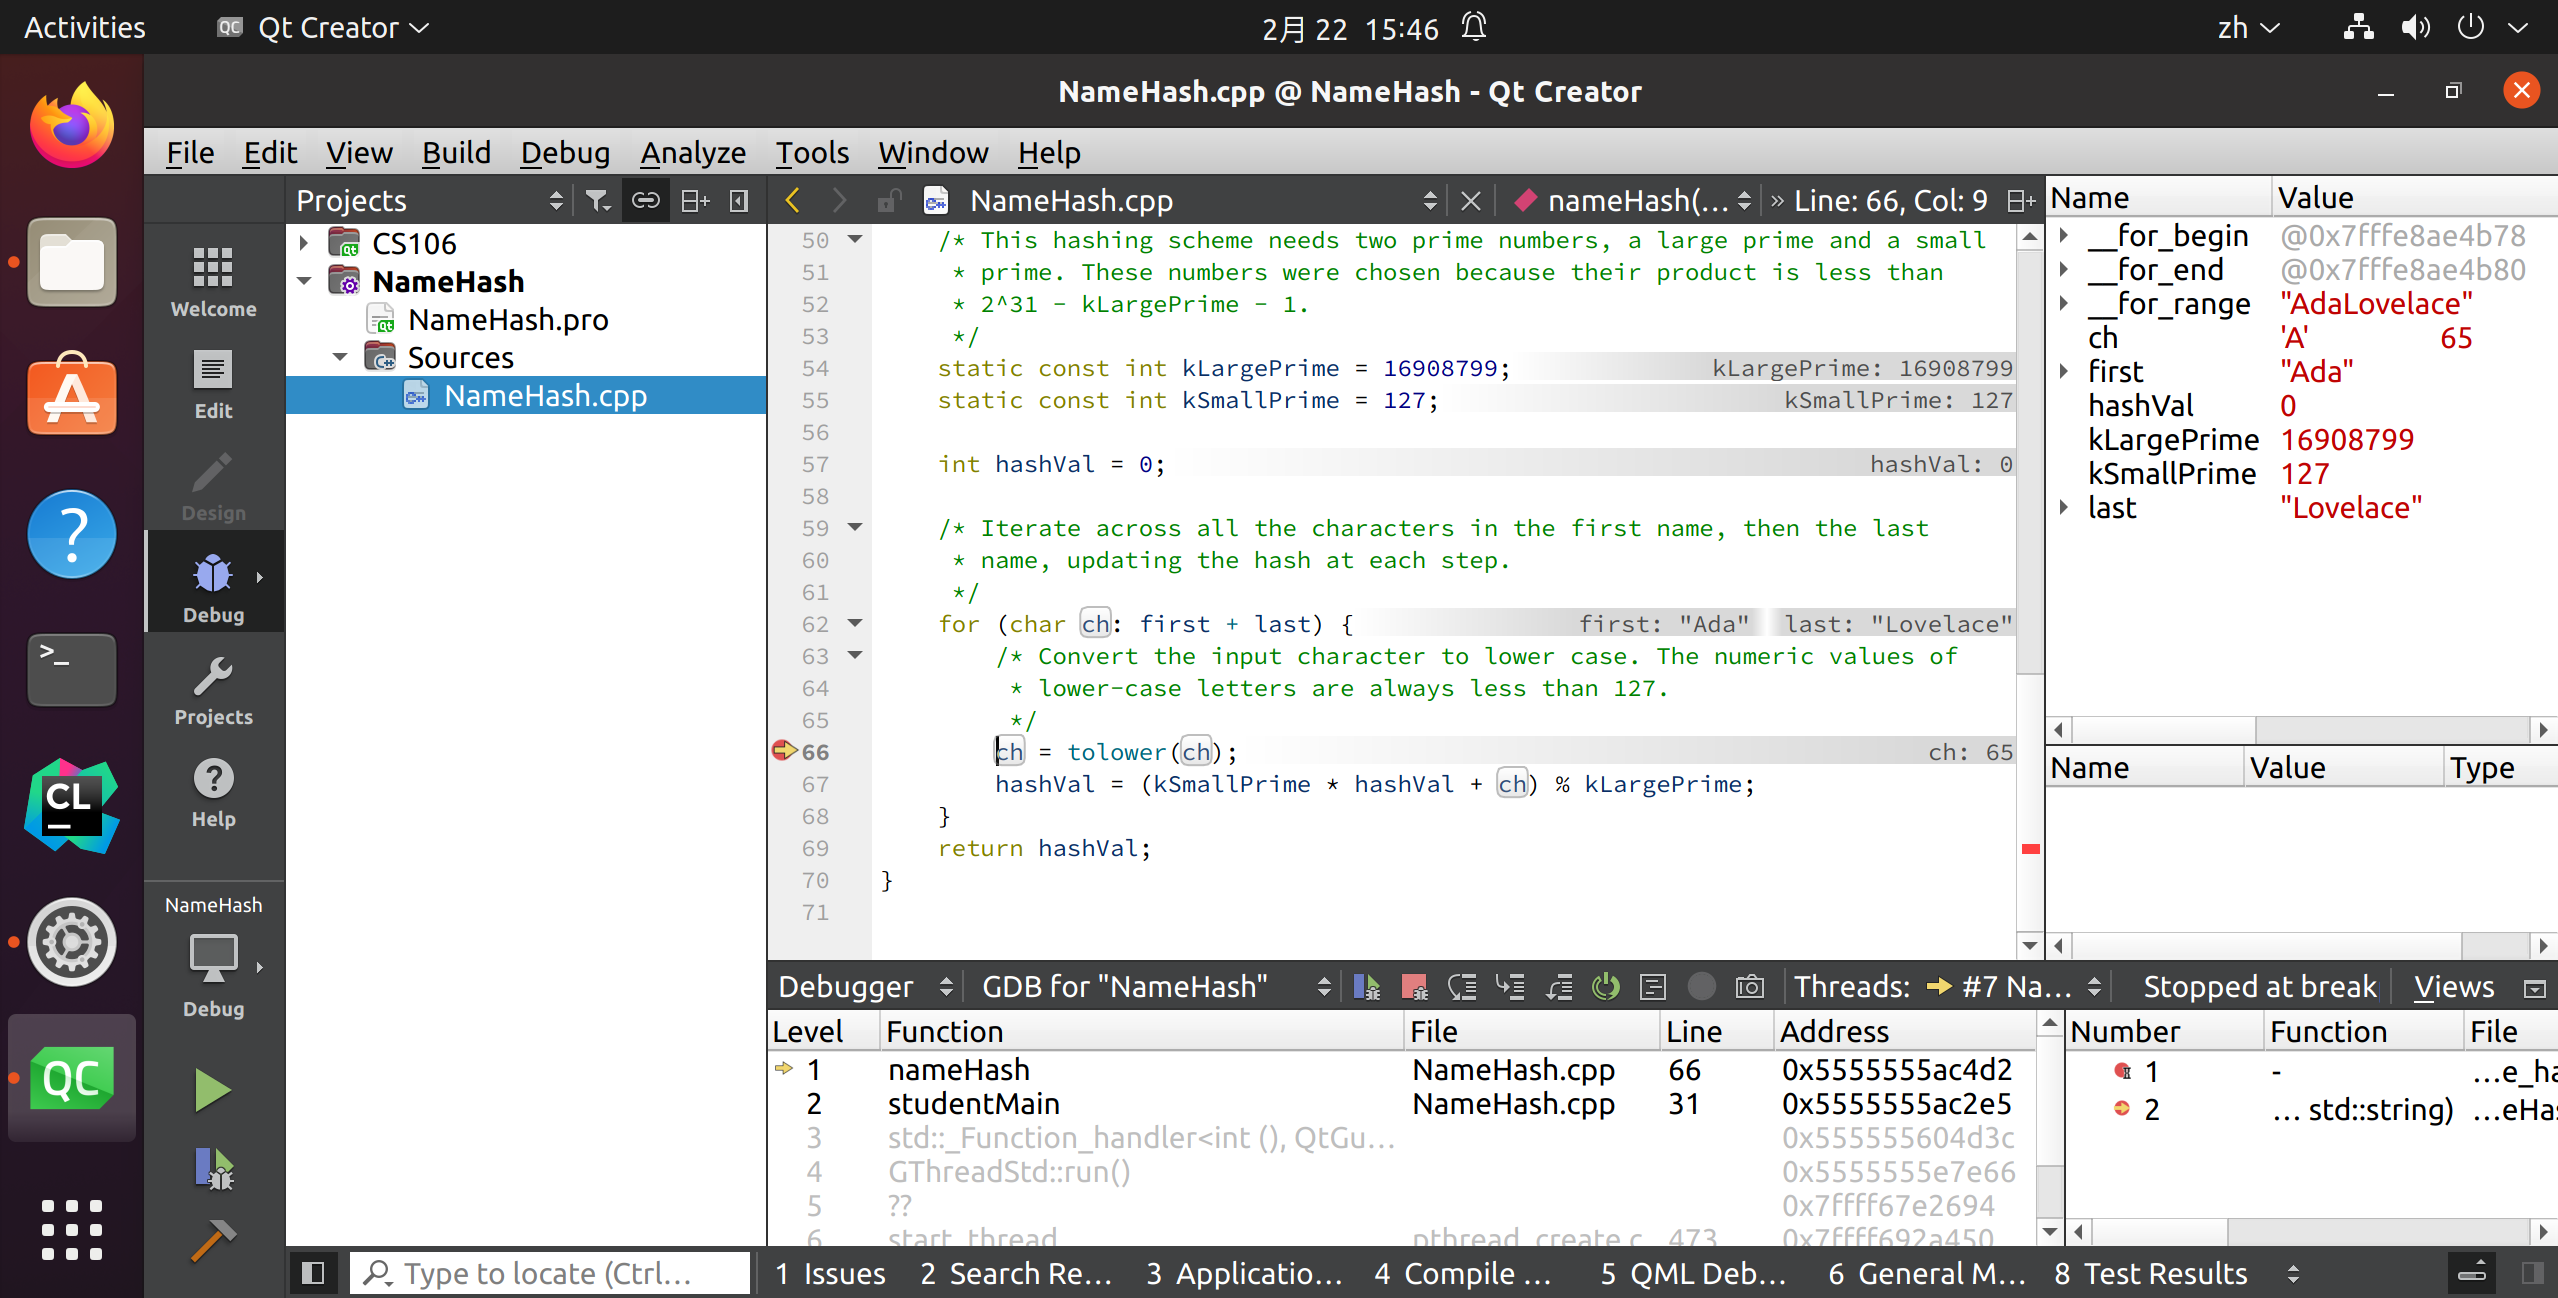 Activities
Qt Creator
2月 22 15:46
zh
NameHash.cpp @ NameHash - Qt Creator
File Edit View Build Debug Analyze Tools Window Help
Projects
CS106
NameHash
NameHash.pro
Sources
NameHash.cpp
Welcome
Edit
Design
Debug
Projects
Help
NameHash
Debug
NameHash.cpp
nameHash(...
» Line: 66, Col: 9
50 /* This hashing scheme needs two prime numbers, a large prime and a small
51 * prime. These numbers were chosen because their product is less than
52 * 2^31 - kLargePrime - 1.
53 */
54 static const int kLargePrime = 16908799; kLargePrime: 16908799
55 static const int kSmallPrime = 127; kSmallPrime: 127
56
57 int hashVal = 0; hashVal: 0
58
59 /* Iterate across all the characters in the first name, then the last
60 * name, updating the hash at each step.
61 */
62 for (char ch: first + last) { first: "Ada" last: "Lovelace"
63 /* Convert the input character to lower case. The numeric values of
64 * lower-case letters are always less than 127.
65 */
66 ch = tolower(ch); ch: 65
67 hashVal = (kSmallPrime * hashVal + ch) % kLargePrime;
68 }
69 return hashVal;
70 }
71
Name Value
__for_begin @0x7fffe8ae4b78
__for_end @0x7fffe8ae4b80
__for_range "AdaLovelace"
ch 'A' 65
first "Ada"
hashVal 0
kLargePrime 16908799
kSmallPrime 127
last "Lovelace"
Name Value Type
Debugger GDB for "NameHash" Threads: #7 Na... Stopped at break Views
Level Function File Line Address
1 nameHash NameHash.cpp 66 0x5555555ac4d2
2 studentMain NameHash.cpp 31 0x5555555ac2e5
3 std::_Function_handler<int (), QtGu... 0x555555604d3c
4 GThreadStd::run() 0x5555555e7e66
5 ?? 0x7ffff67e2694
6 start_thread pthread_create.c 473 0x7ffff692a450
Number Function File
1 - ...e_ha
2 ... std::string) ...eHas
Type to locate (Ctrl...
1 Issues 2 Search Re... 3 Applicatio... 4 Compile ... 5 QML Deb... 6 General M... 8 Test Results
CL
QC